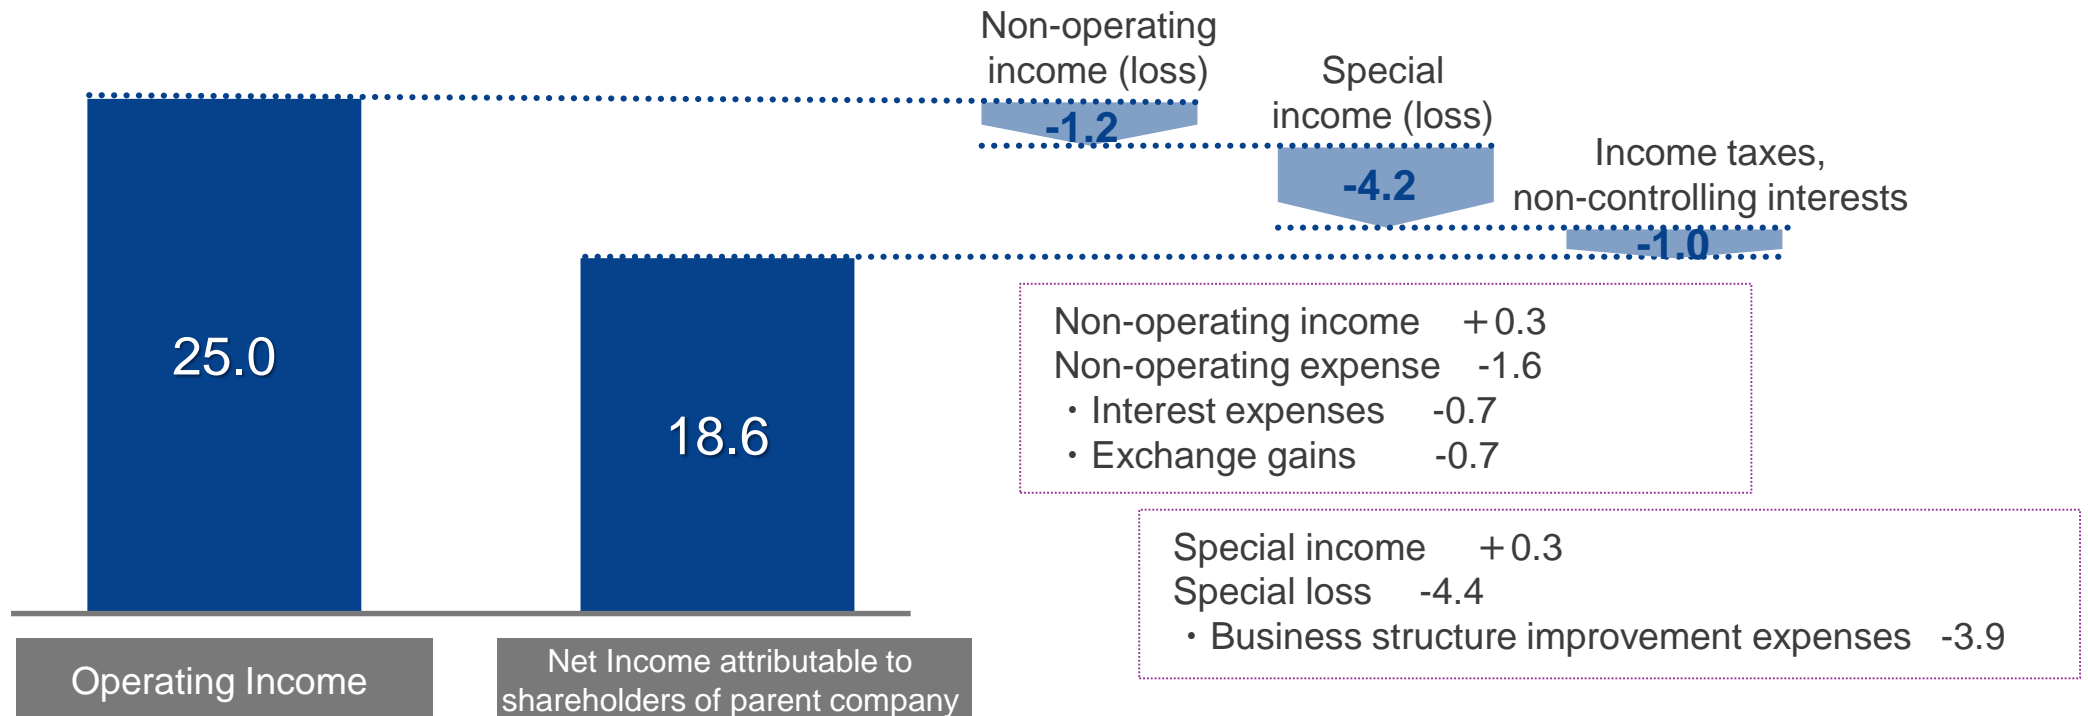 Non-operating
income (loss)
Special
income (loss)
Income taxes,
non-controlling interests
-1.2
-4.2
-1.0
25.0
18.6
Non-operating income ＋0.3
Non-operating expense -1.6
・Interest expenses -0.7
・Exchange gains -0.7
Special income ＋0.3
Special loss -4.4
・Business structure improvement expenses -3.9
Operating Income
Net Income attributable to
shareholders of parent company